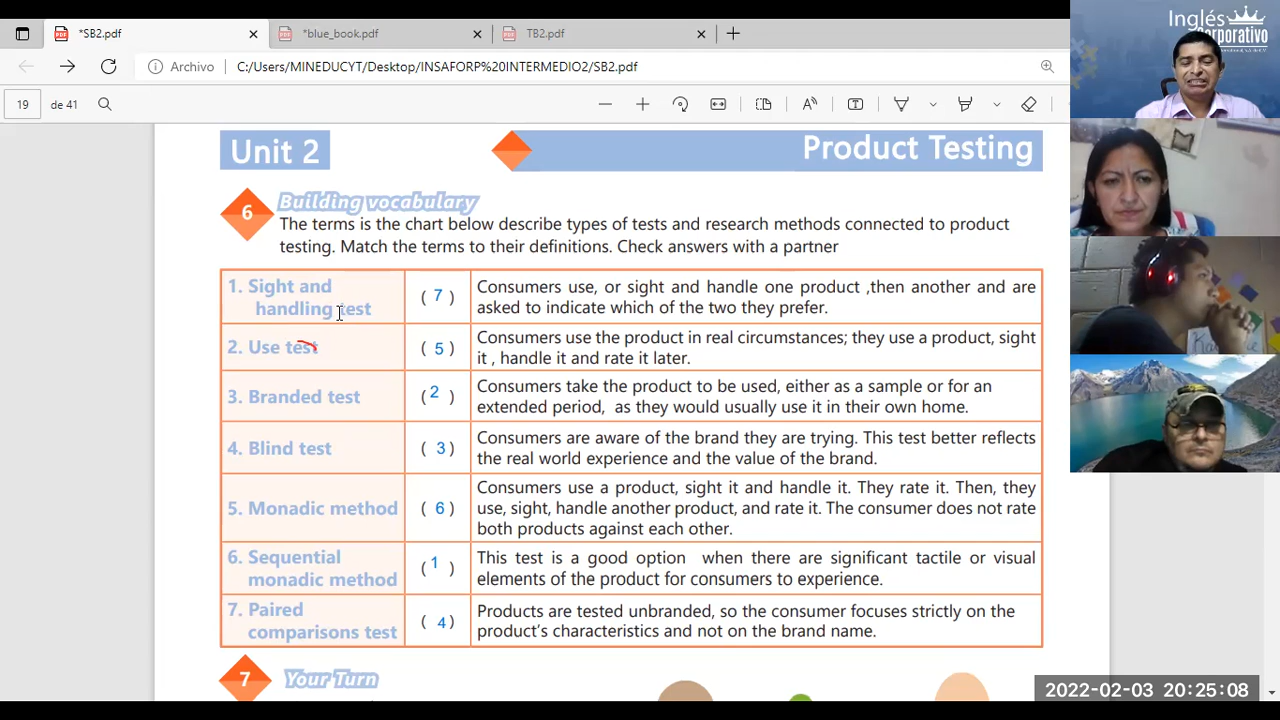 *SB2.pdf
*blue_book.pdf
TB2.pdf
Archivo
C:/Users/MINEDUCYT/Desktop/INSAFORP%20INTERMEDIO2/SB2.pdf
19
de 41
Inglés
Corporativo
Unit 2
Product Testing
6
Building vocabulary
The terms is the chart below describe types of tests and research methods connected to product
testing. Match the terms to their definitions. Check answers with a partner
1. Sight and
handling test
( 7 )
Consumers use, or sight and handle one product ,then another and are
asked to indicate which of the two they prefer.
2. Use test
( 5 )
Consumers use the product in real circumstances; they use a product, sight
it , handle it and rate it later.
3. Branded test
( 2 )
Consumers take the product to be used, either as a sample or for an
extended period, as they would usually use it in their own home.
4. Blind test
( 3 )
Consumers are aware of the brand they are trying. This test better reflects
the real world experience and the value of the brand.
5. Monadic method
( 6 )
Consumers use a product, sight it and handle it. They rate it. Then, they
use, sight, handle another product, and rate it. The consumer does not rate
both products against each other.
6. Sequential
monadic method
( 1 )
This test is a good option when there are significant tactile or visual
elements of the product for consumers to experience.
7. Paired
comparisons test
( 4 )
Products are tested unbranded, so the consumer focuses strictly on the
product's characteristics and not on the brand name.
7
Your Turn
2022-02-03 20:25:08